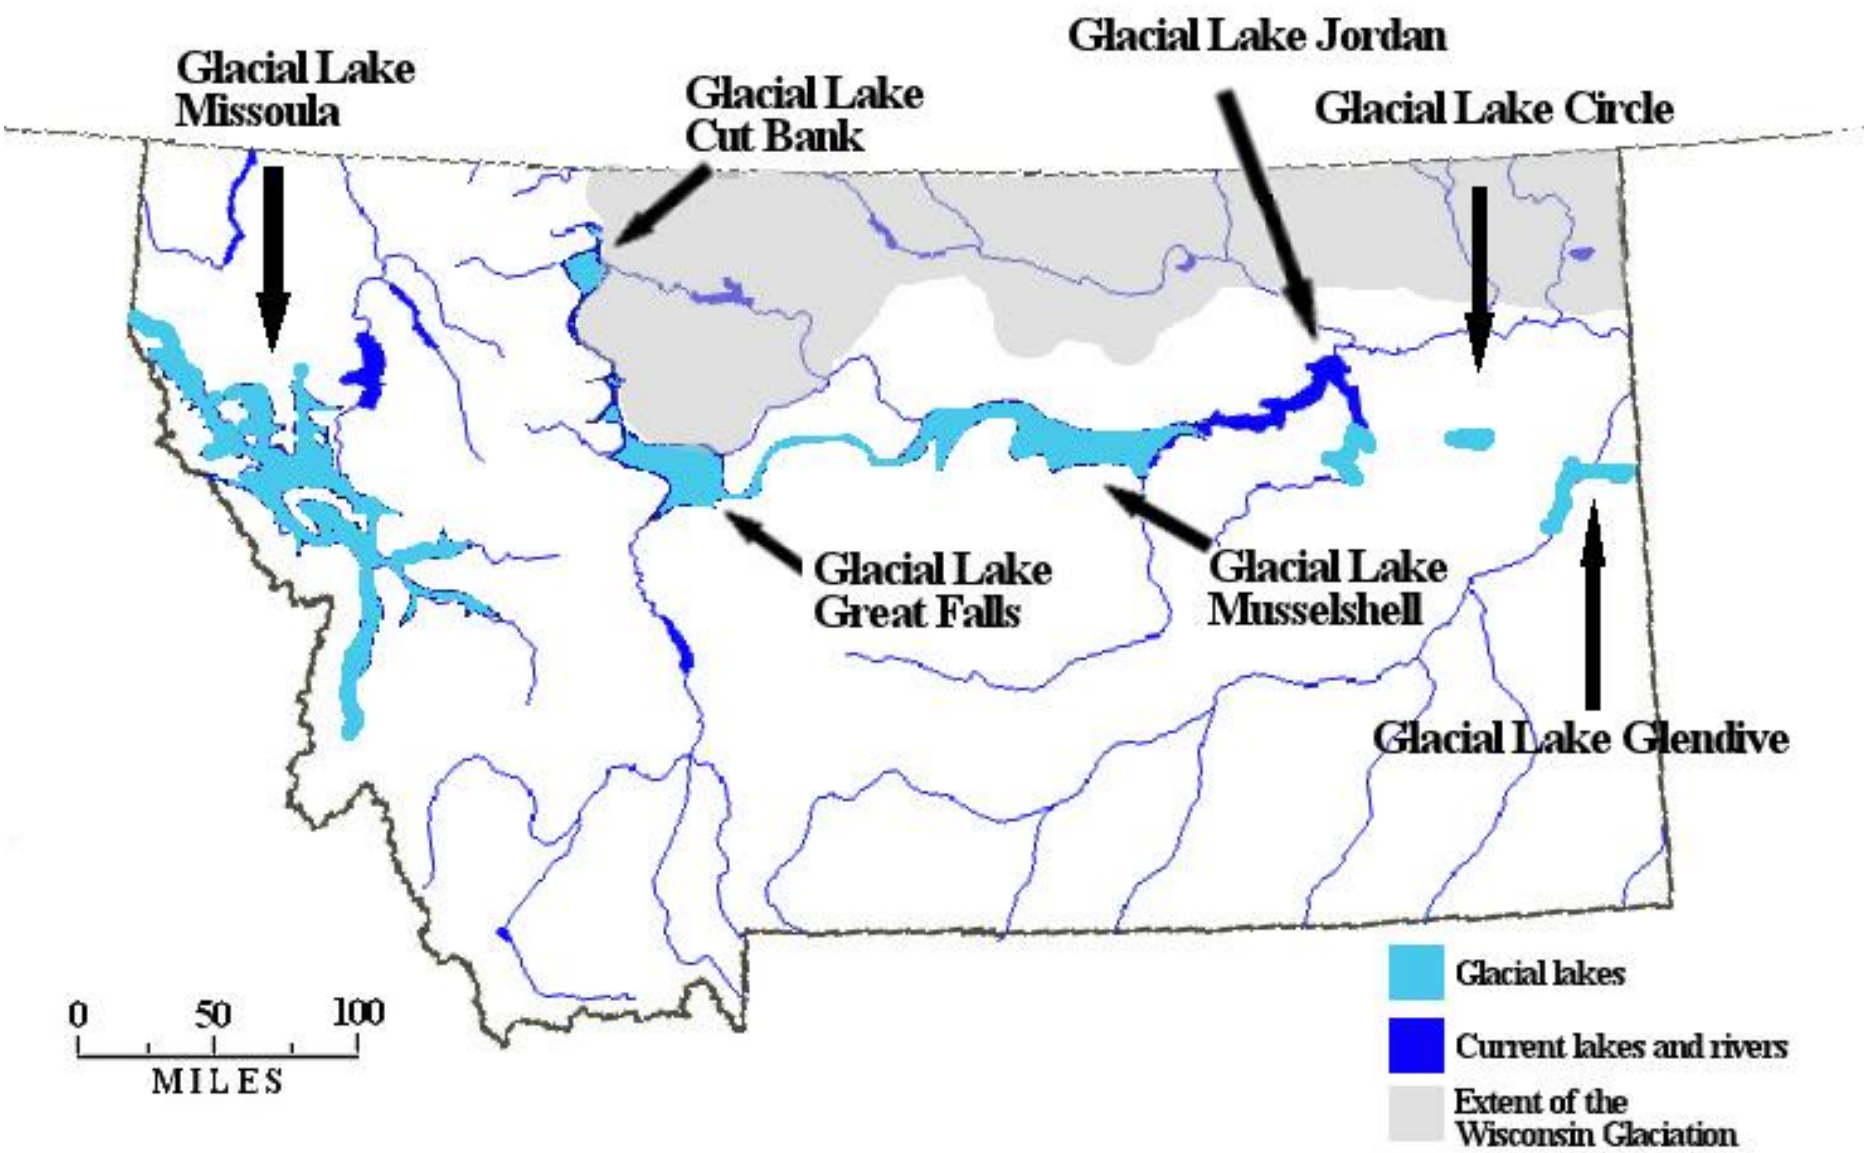 Glacial Lake Jordan
Glacial Lake
Missoula
Glacial Lake
Cut Bank
Glacial Lake Circle
Glacial Lake
Great Falls
Glacial Lake
Musselshell
Glacial Lake Glendive
0 50 100
MILES
Glacial lakes
Current lakes and rivers
Extent of the
Wisconsin Glaciation